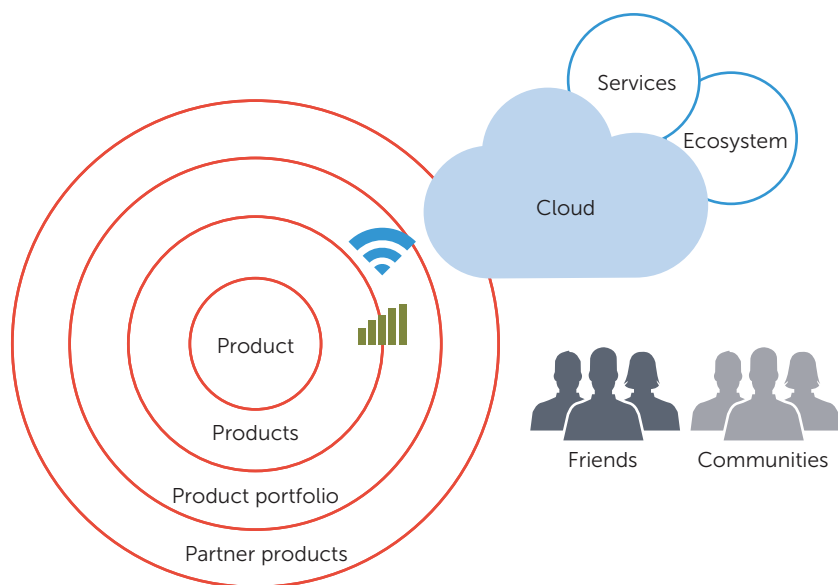 Services
Ecosystem
Cloud
Product
Products
Product portfolio
Partner products
Friends
Communities